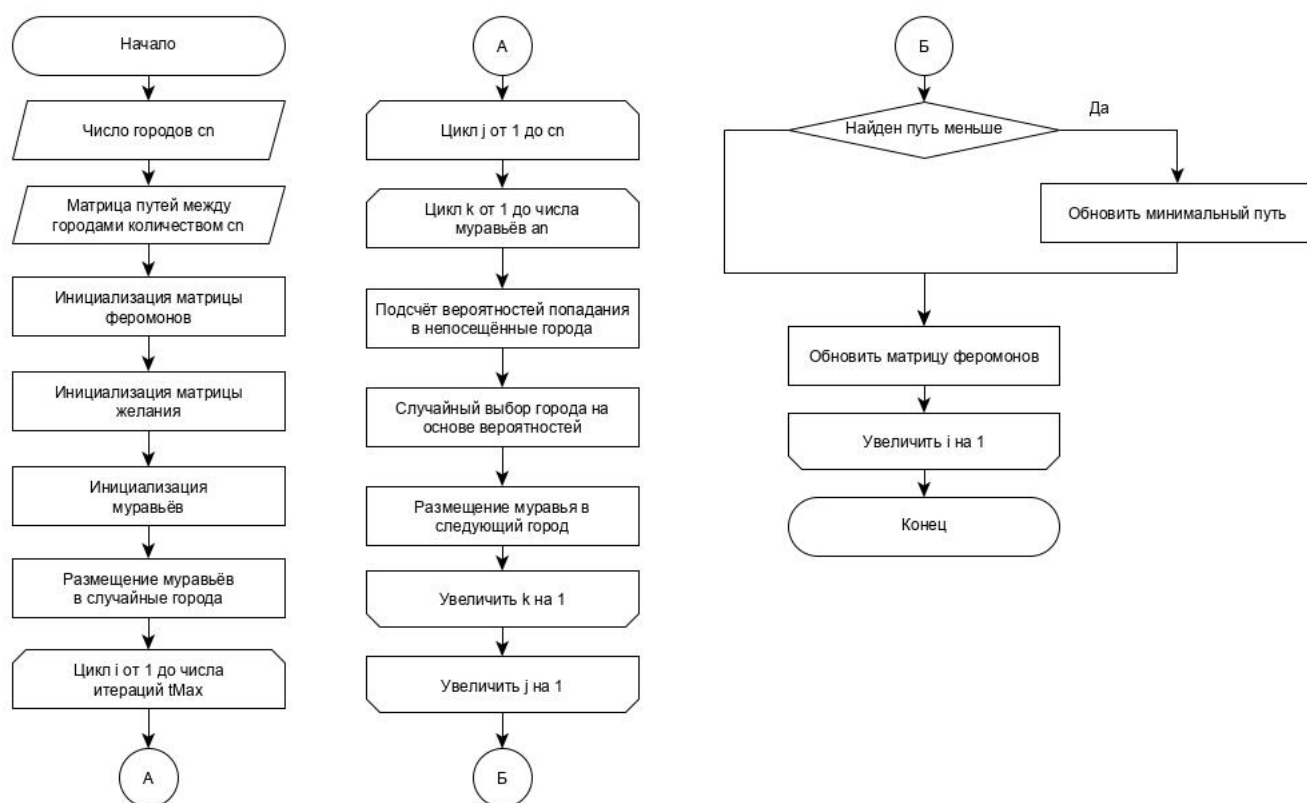 Начало
Число городов cn
Матрица путей между
городами количеством cn
Инициализация матрицы
феромонов
Инициализация матрицы
желания
Инициализация
муравьёв
Размещение муравьёв
в случайные города
Цикл i от 1 до числа
итераций tMax
А
А
Цикл j от 1 до cn
Цикл k от 1 до числа
муравьёв an
Подсчёт вероятностей попадания
в непосещённые города
Случайный выбор города на
основе вероятностей
Размещение муравья в
следующий город
Увеличить k на 1
Увеличить j на 1
Б
Б
Найден путь меньше
Да
Обновить минимальный путь
Обновить матрицу феромонов
Увеличить i на 1
Конец